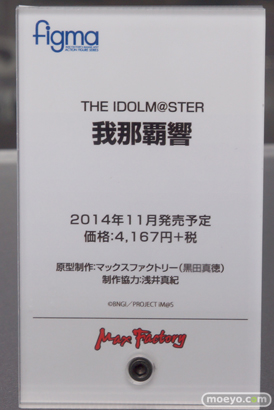 figma
THE IDOLM@STER
我那覇響
2014年11月発売予定
価格:4,167円+税
原型制作:マックスファクトリー(黒田真徳)
制作協力:浅井真紀
©BNGI/PROJECT iM@S
Max Factory
moeyo.com